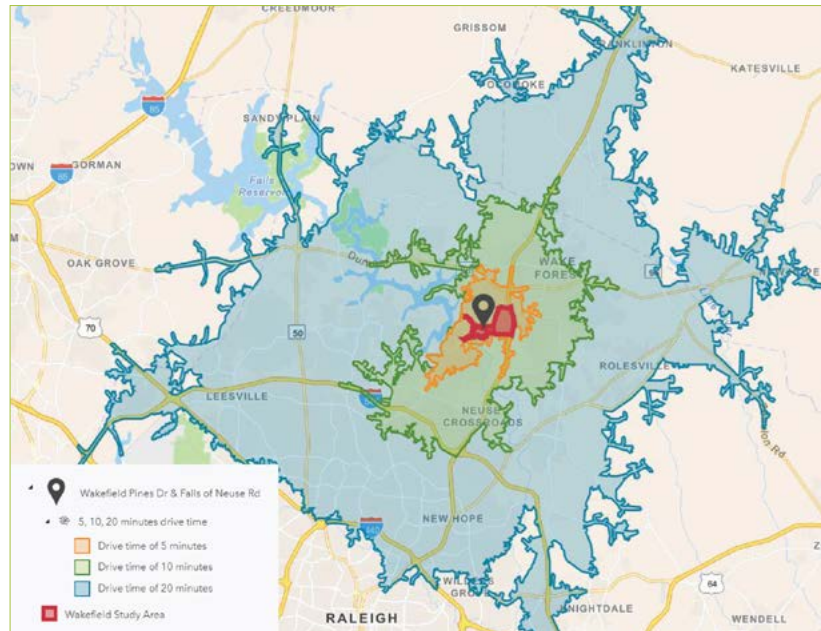 CREEDMOOR
GRISSOM
FRANKLINTON
KATESVILLE
85
POCOMOKE
SANDY PLAIN
OWN
GORMAN
85
Falls
Reservoir
OAK GROVE
WAKE
FOREST
70
50
ROLESVILLE
LEESVILLE
NEUSE
CROSSROADS
Wakefield Pines Dr & Falls of Neuse Rd
5, 10, 20 minutes drive time
Drive time of 5 minutes
Drive time of 10 minutes
Drive time of 20 minutes
Wakefield Study Area
NEW HOPE
WILDERS
GROVE
64
KNIGHTDALE
RALEIGH
WENDELL